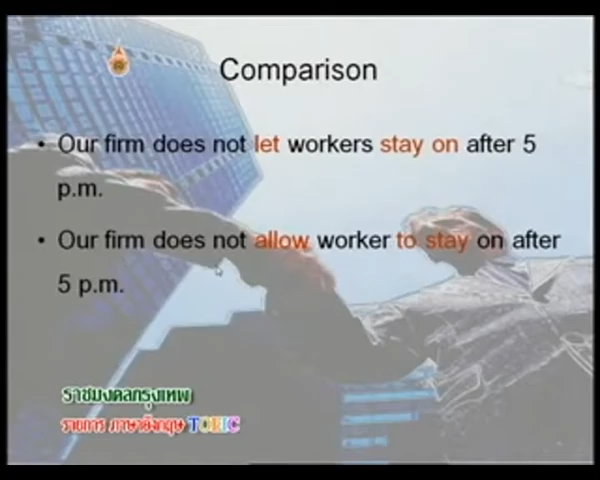 Comparison
• Our firm does not let workers stay on after 5
p.m.
• Our firm does not allow worker to stay on after
5 p.m.
ราชมงคลกรุงเทพ
รายการ ภาษาอังกฤษ TOEIC